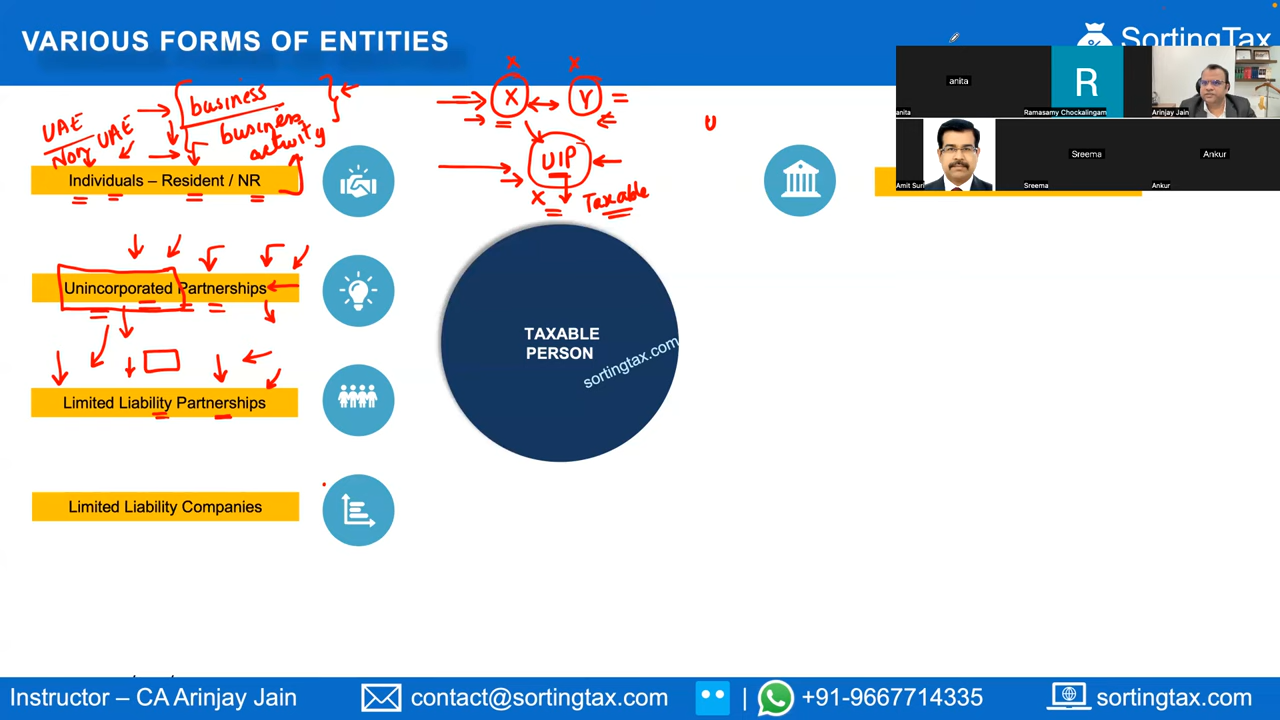 VARIOUS FORMS OF ENTITIES
SortingTax
anita
anita
R
Ramasamy Chockalingam
Arinjay Jain
Amit Suri
Sreema
Sreema
Ankur
Ankur
UAE
Non UAE
business
business
activity
Individuals – Resident / NR
X
X
X
Y
UIP
X
Taxable
U
Unincorporated Partnerships
Limited Liability Partnerships
Limited Liability Companies
TAXABLE
PERSON
sortingtax.com
Instructor – CA Arinjay Jain
contact@sortingtax.com
|
+91-9667714335
sortingtax.com